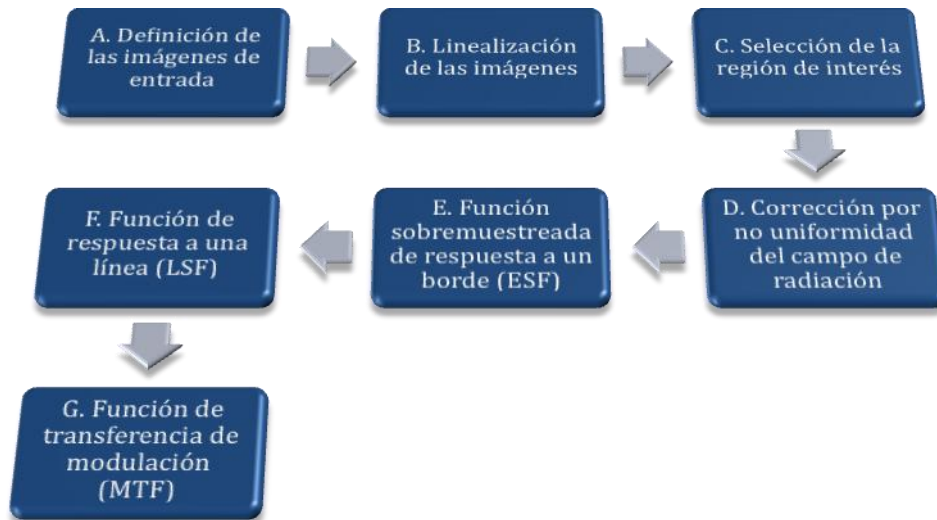 A. Definición de
las imágenes de
entrada
B. Linealización
de las imágenes
C. Selección de la
región de interés
D. Corrección por
no uniformidad
del campo de
radiación
E. Función
sobremuestreada
de respuesta a un
borde (ESF)
F. Función de
respuesta a una
línea (LSF)
G. Función de
transferencia de
modulación
(MTF)